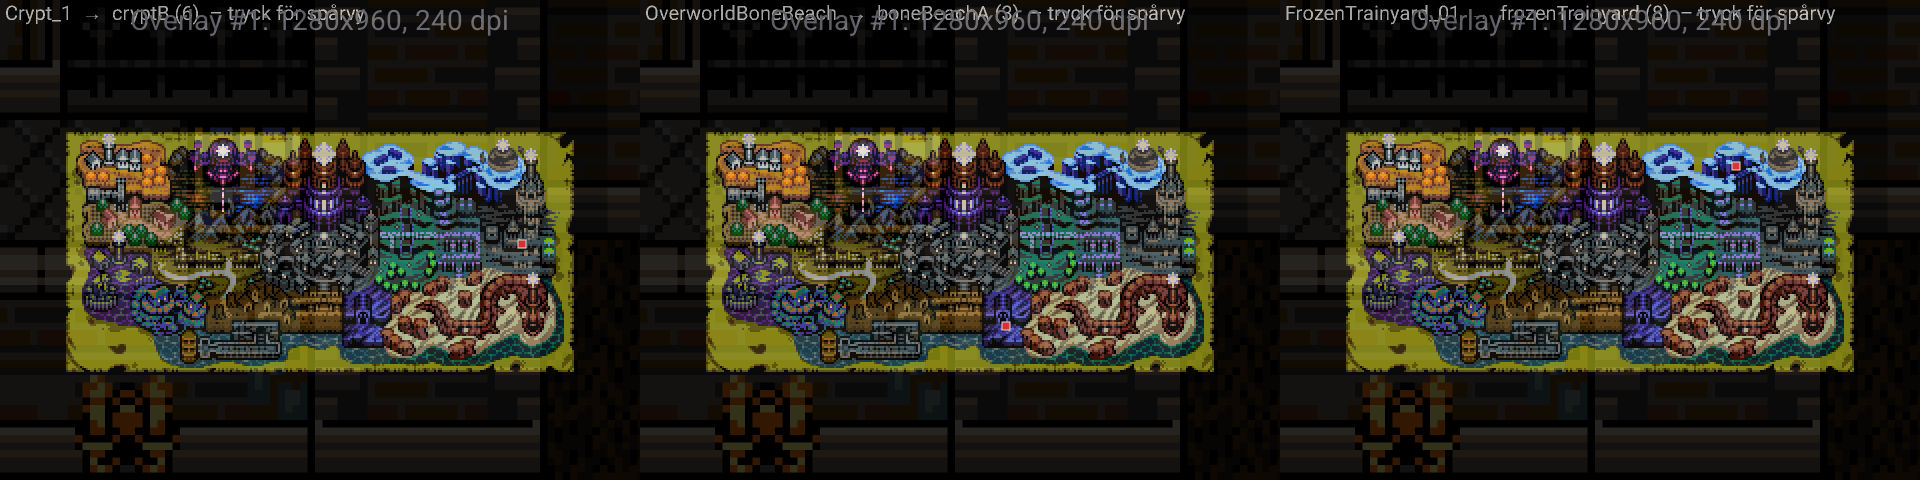 Crypt_1 → cryptB (6) – tryck för spårvy
Overlay #1: 1280x960, 240 dpi
OverworldBoneBeach → boneBeachA (3) – tryck för spårvy
Overlay #1: 1280x960, 240 dpi
FrozenTrainyard_01 → frozenTrainyard (8) – tryck för spårvy
Overlay #1: 1280x960, 240 dpi